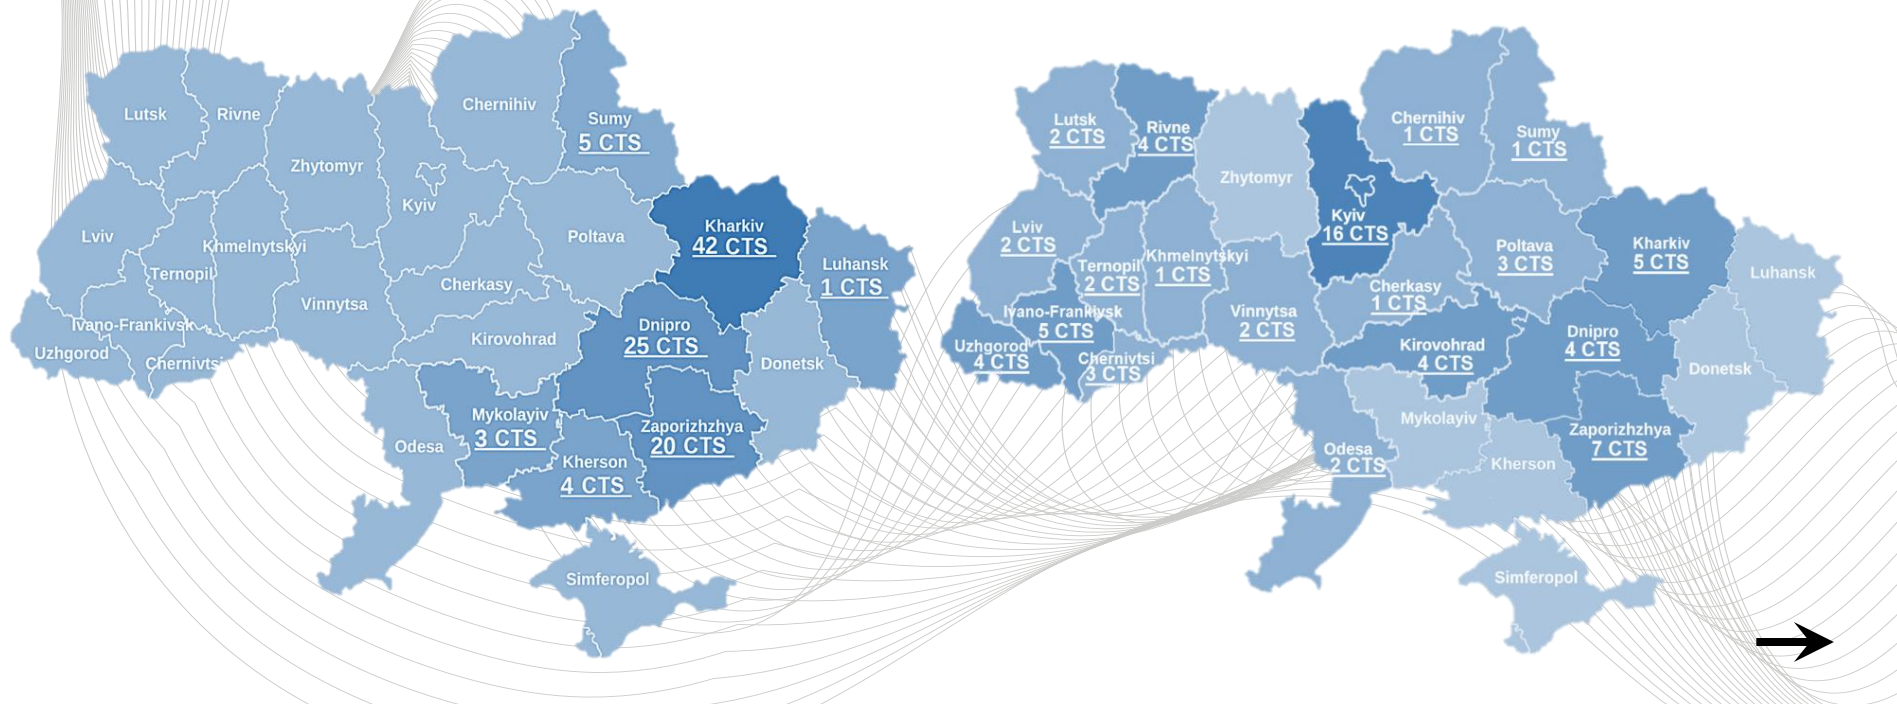 Lutsk
Rivne
Zhytomyr
Chernihiv
Sumy
5 CTS
Kyiv
Lviv
Khmelnytskyi
Ternopil
Poltava
Kharkiv
42 CTS
Luhansk
1 CTS
Cherkasy
Vinnytsa
Ivano-Frankivsk
Uzhgorod
Chernivtsi
Kirovohrad
Dnipro
25 CTS
Donetsk
Mykolayiv
3 CTS
Zaporizhzhya
20 CTS
Odesa
Kherson
4 CTS
Simferopol
Lutsk
2 CTS
Rivne
4 CTS
Zhytomyr
Chernihiv
1 CTS
Sumy
1 CTS
Kyiv
16 CTS
Lviv
2 CTS
Ternopil
2 CTS
Khmelnytskyi
1 CTS
Poltava
3 CTS
Kharkiv
5 CTS
Luhansk
Cherkasy
1 CTS
Ivano-Frankivsk
5 CTS
Vinnytsa
2 CTS
Uzhgorod
4 CTS
Chernivtsi
3 CTS
Kirovohrad
4 CTS
Dnipro
4 CTS
Donetsk
Mykolayiv
Zaporizhzhya
7 CTS
Odesa
2 CTS
Kherson
Simferopol